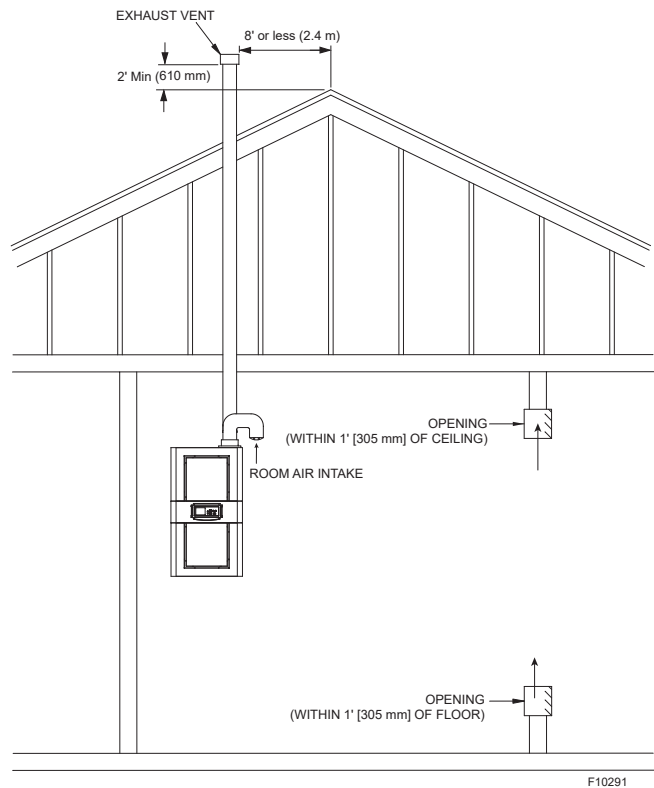 EXHAUST VENT
8' or less (2.4 m)
2' Min (610 mm)
OPENING
(WITHIN 1' [305 mm] OF CEILING)
ROOM AIR INTAKE
OPENING
(WITHIN 1' [305 mm] OF FLOOR)
F10291